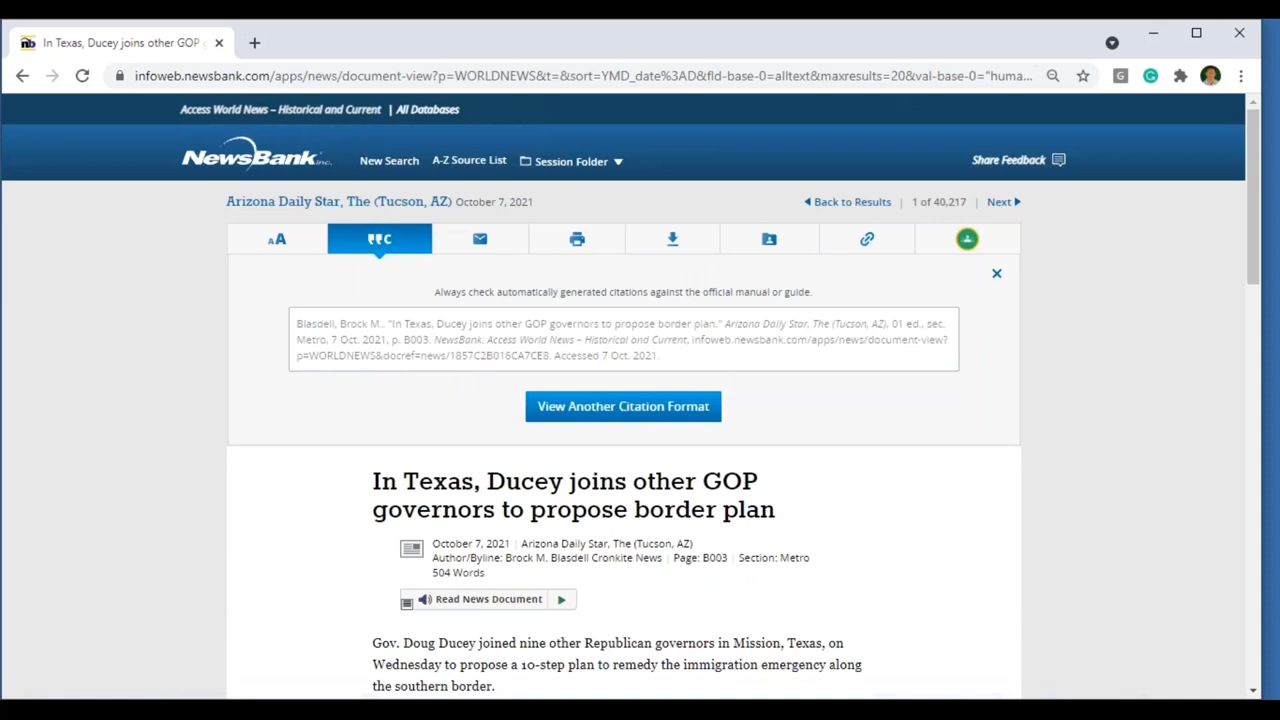 In Texas, Ducey joins other GOP
infoweb.newsbank.com/apps/news/document-view?p=WORLDNEWS&t=&sort=YMD_date%3AD&fld-base-0=alltext&maxresults=20&val-base-0="huma...
Access World News – Historical and Current | All Databases
NewsBank inc. New Search A-Z Source List Session Folder Share Feedback
Arizona Daily Star, The (Tucson, AZ) October 7, 2021 Back to Results | 1 of 40,217 | Next
AA C
Always check automatically generated citations against the official manual or guide.
Blasdell, Brock M.. "In Texas, Ducey joins other GOP governors to propose border plan." Arizona Daily Star, The (Tucson, AZ), 01 ed., sec.
Metro, 7 Oct. 2021, p. B003. NewsBank: Access World News – Historical and Current, infoweb.newsbank.com/apps/news/document-view?
p=WORLDNEWS&docref=news/1857C2B016CA7CE8. Accessed 7 Oct. 2021.
View Another Citation Format
In Texas, Ducey joins other GOP
governors to propose border plan
October 7, 2021 | Arizona Daily Star, The (Tucson, AZ)
Author/Byline: Brock M. Blasdell Cronkite News | Page: B003 | Section: Metro
504 Words
Read News Document
Gov. Doug Ducey joined nine other Republican governors in Mission, Texas, on
Wednesday to propose a 10-step plan to remedy the immigration emergency along
the southern border.